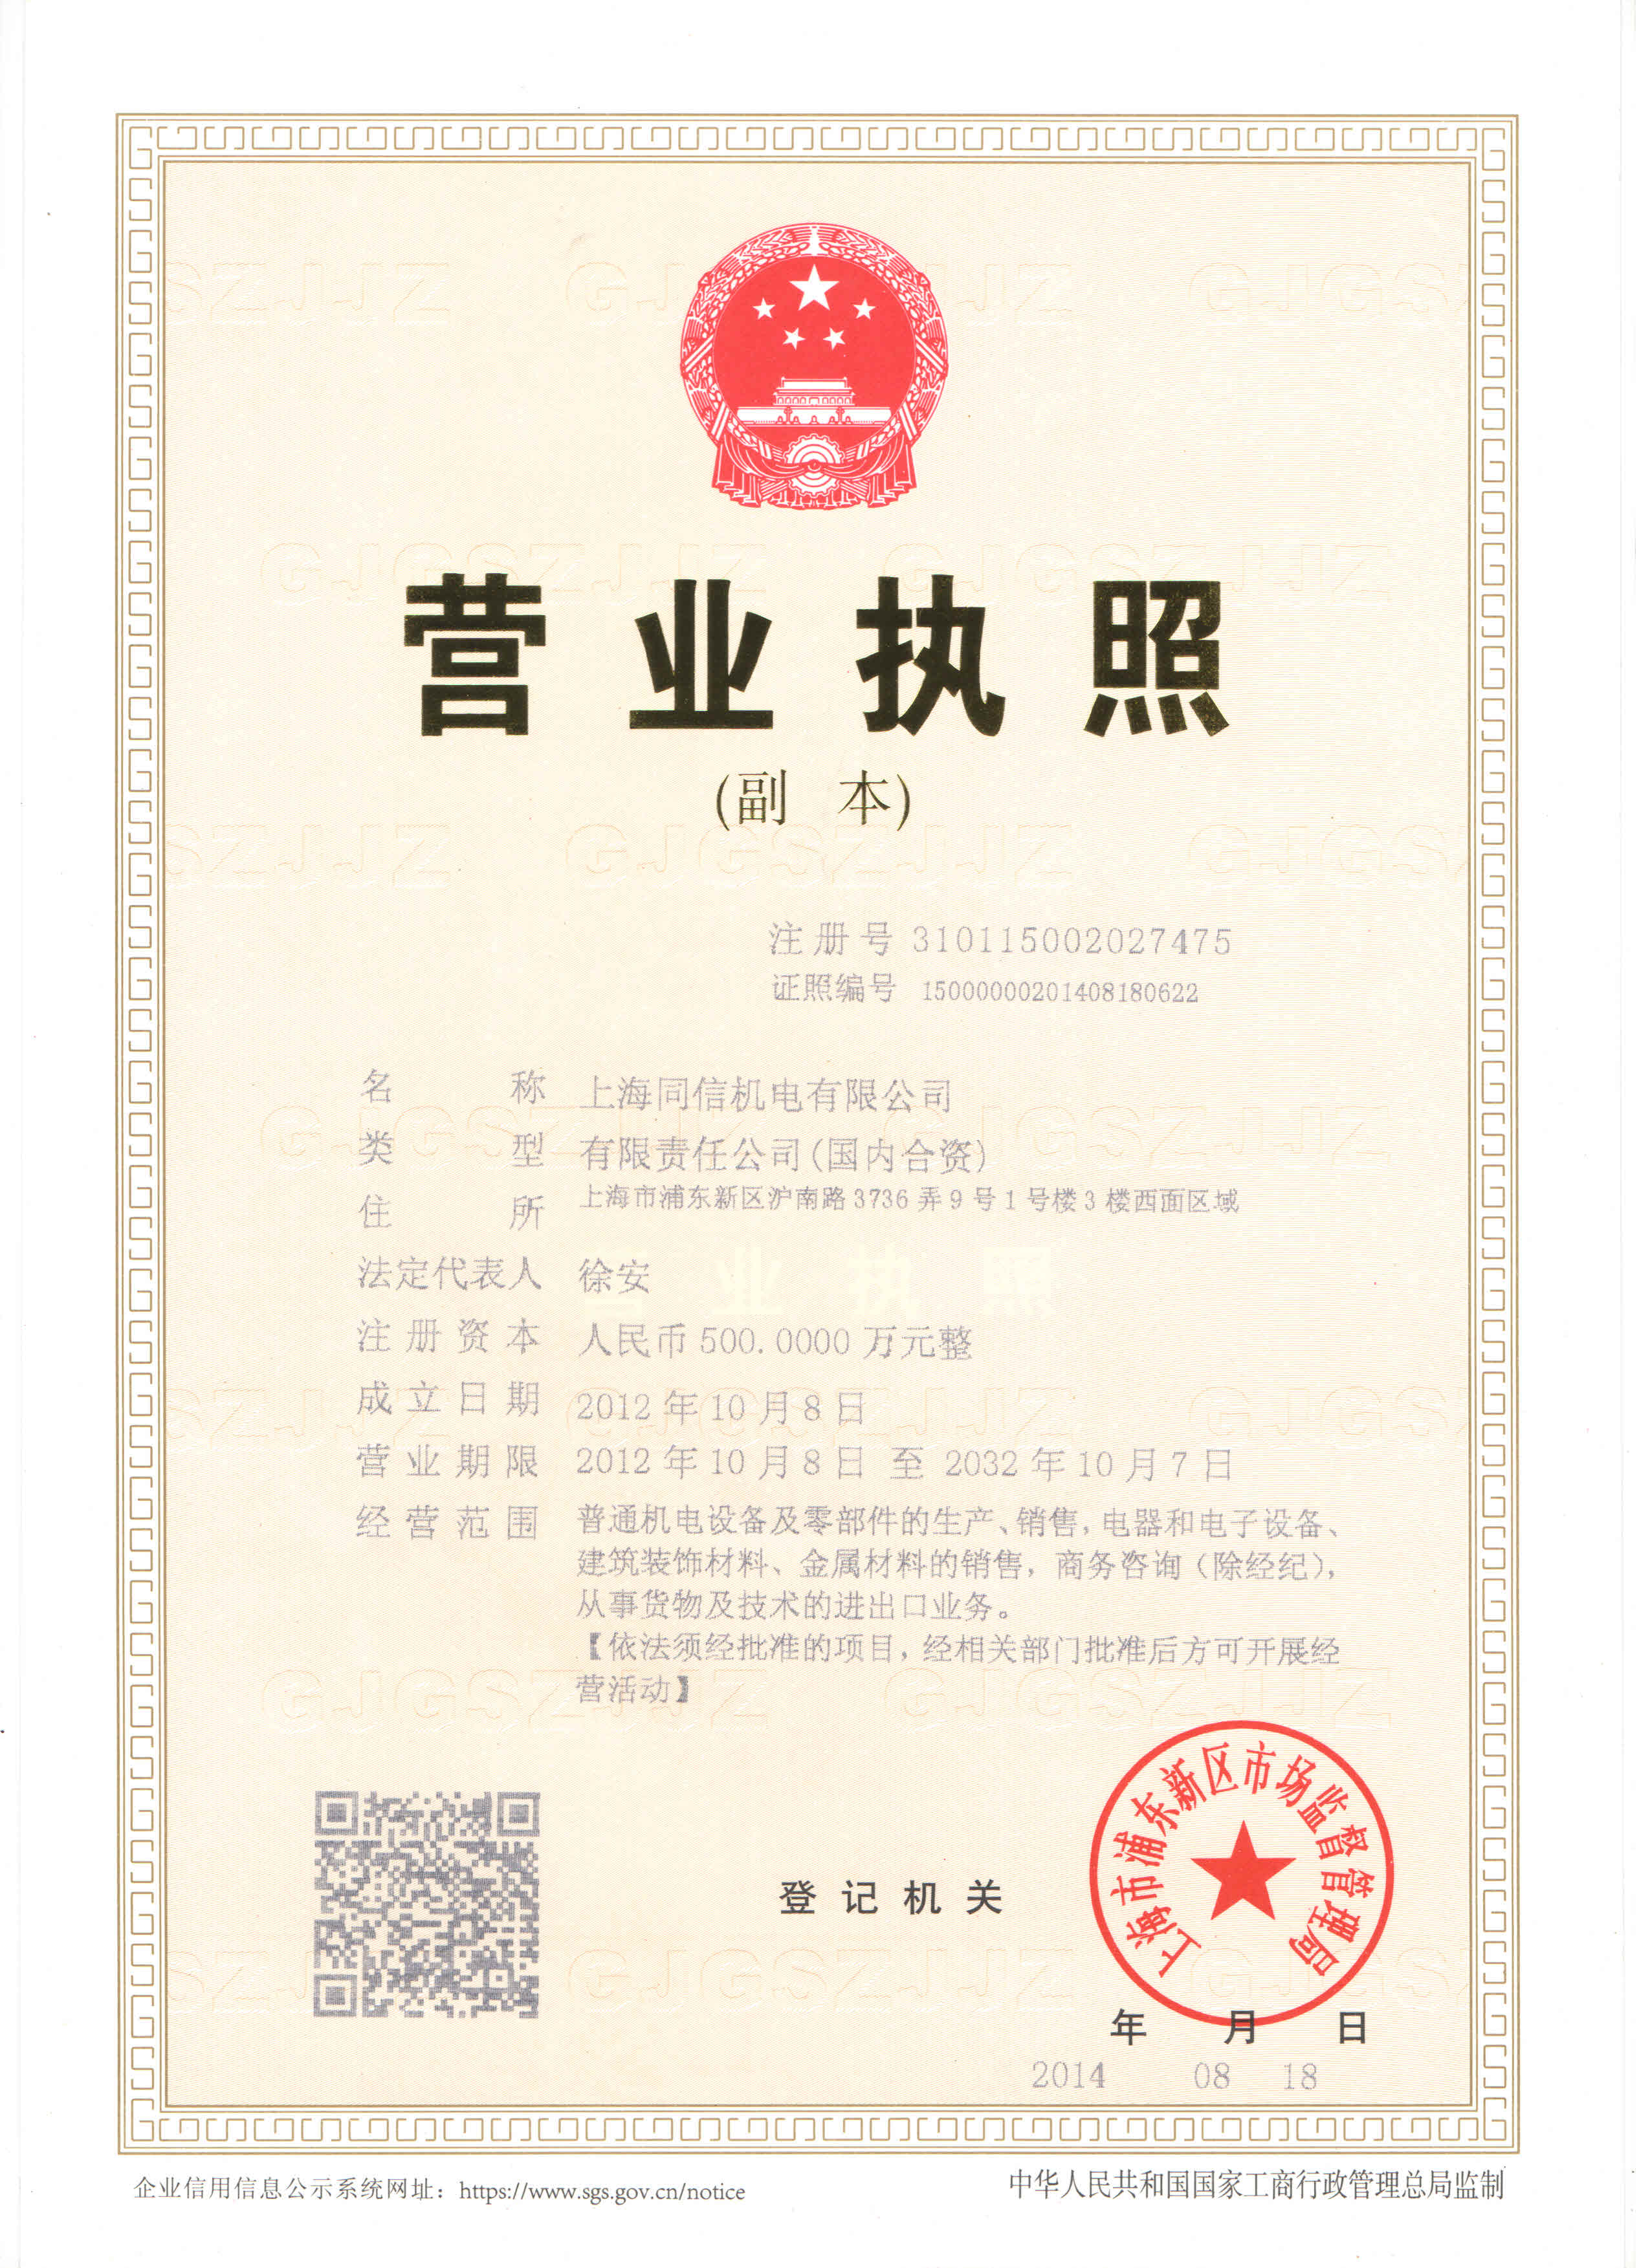 营业执照
(副 本)
注册号 310115002027475
证照编号 15000000201408180622
名称 上海同信机电有限公司
类型 有限责任公司(国内合资)
住所 上海市浦东新区沪南路3736弄9号1号楼3楼西面区域
法定代表人 徐安
注册资本 人民币500.0000万元整
成立日期 2012年10月8日
营业期限 2012年10月8日 至 2032年10月7日
经营范围 普通机电设备及零部件的生产、销售，电器和电子设备、
建筑装饰材料、金属材料的销售，商务咨询（除经纪），
从事货物及技术的进出口业务。
【依法须经批准的项目，经相关部门批准后方可开展经
营活动】
上海市浦东新区市场监督管理局
登记机关
年 月 日
2014 08 18
企业信用信息公示系统网址：https://www.sgs.gov.cn/notice
中华人民共和国国家工商行政管理总局监制